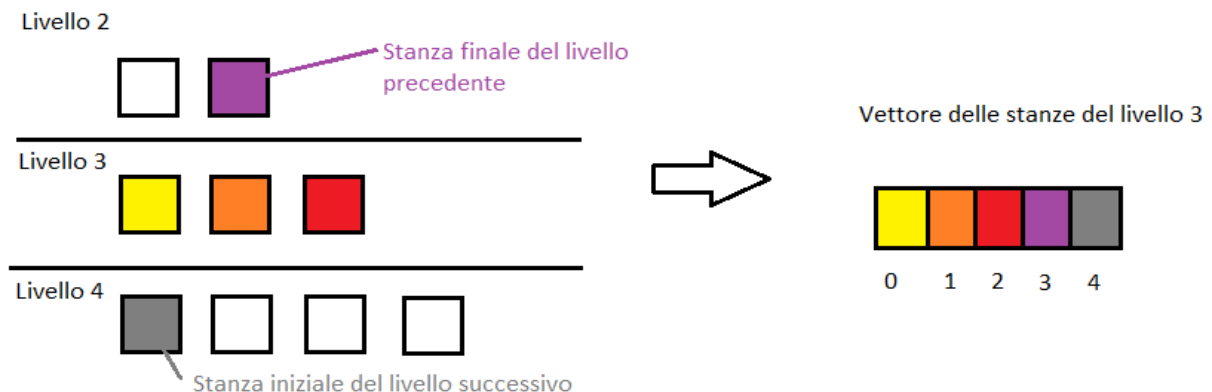 Livello 2
Stanza finale del livello
precedente
Livello 3
Livello 4
Stanza iniziale del livello successivo
Vettore delle stanze del livello 3
0 1 2 3 4